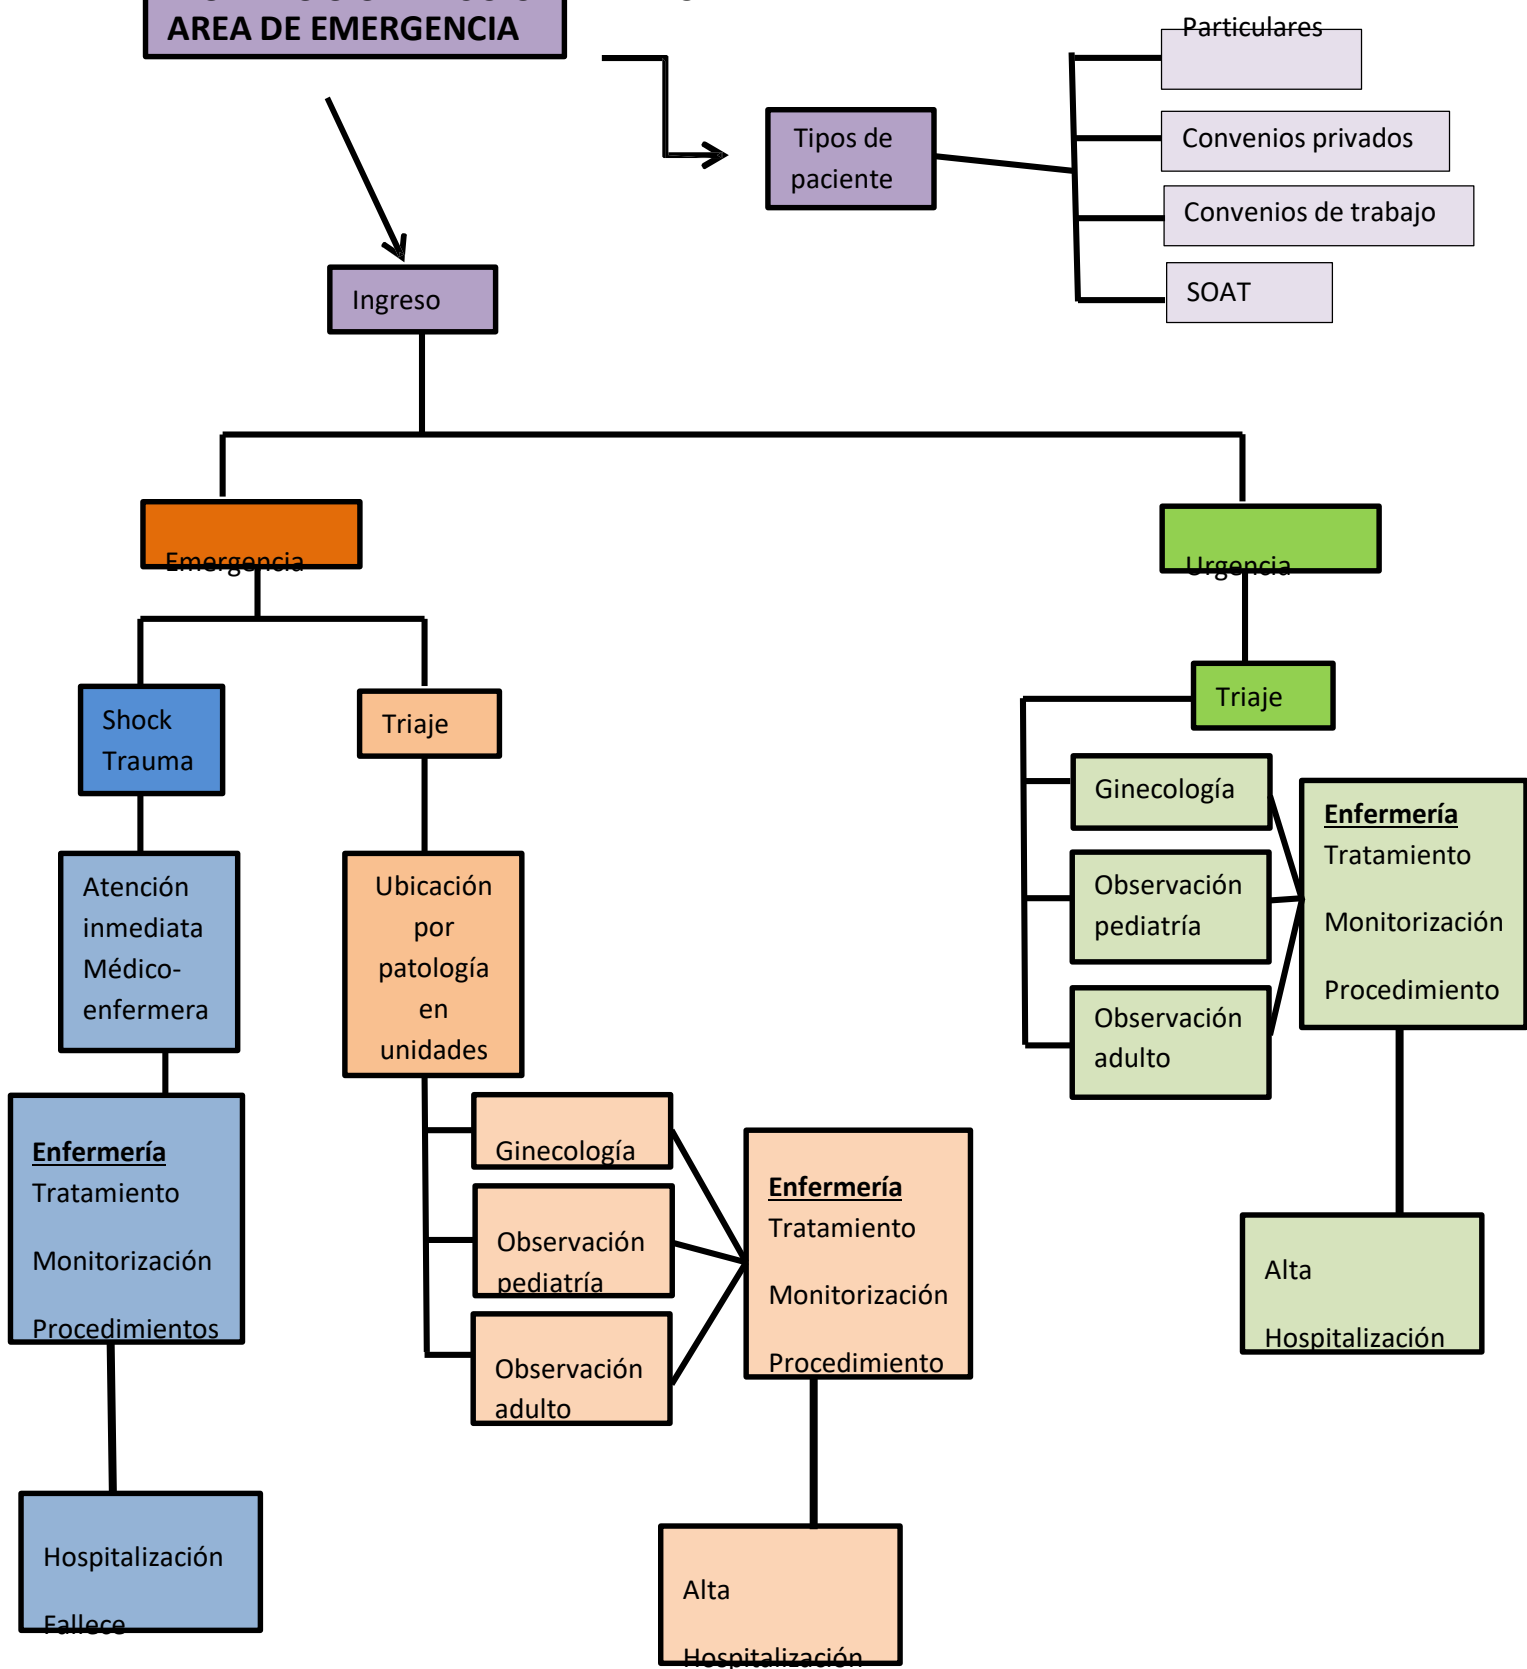 AREA DE EMERGENCIA
Particulares
Tipos de
paciente
Convenios privados
Convenios de trabajo
SOAT
Ingreso
Emergencia
Urgencia
Shock
Trauma
Triaje
Atención
inmediata
Médico-
enfermera
Enfermería
Tratamiento
Monitorización
Procedimientos
Hospitalización
Fallece
Ubicación
por
patología
en
unidades
Ginecología
Observación
pediatría
Observación
adulto
Enfermería
Tratamiento
Monitorización
Procedimiento
Alta
Hospitalización
Triaje
Ginecología
Observación
pediatría
Observación
adulto
Enfermería
Tratamiento
Monitorización
Procedimiento
Alta
Hospitalización